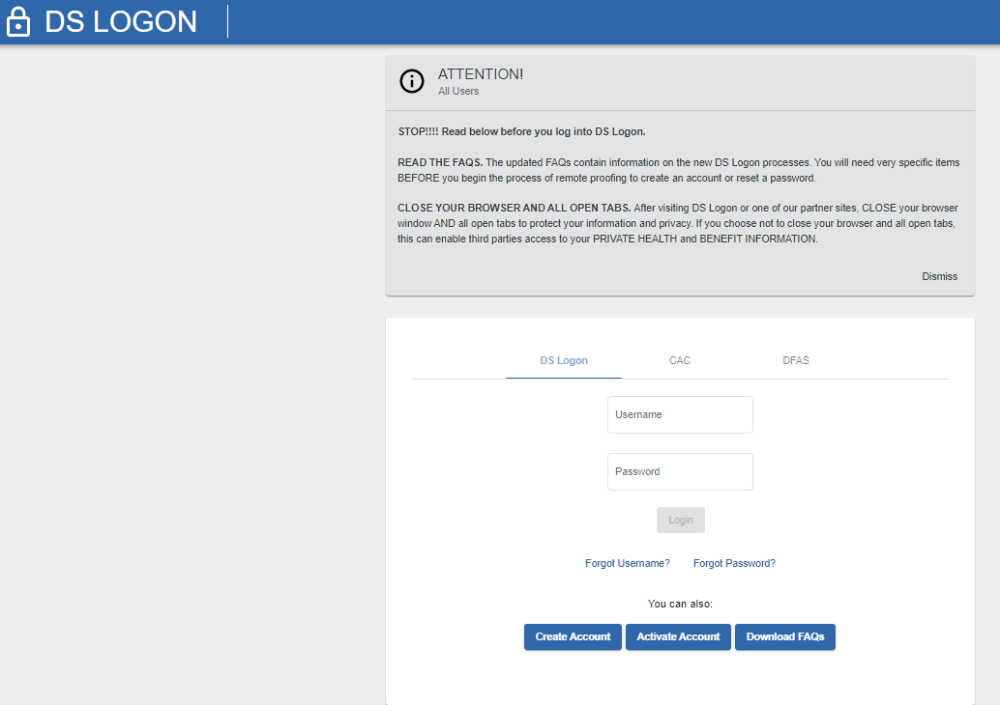 DS LOGON
ATTENTION!
All Users
STOP!!!! Read below before you log into DS Logon.
READ THE FAQS. The updated FAQs contain information on the new DS Logon processes. You will need very specific items
BEFORE you begin the process of remote proofing to create an account or reset a password.
CLOSE YOUR BROWSER AND ALL OPEN TABS. After visiting DS Logon or one of our partner sites, CLOSE your browser
window AND all open tabs to protect your information and privacy. If you choose not to close your browser and all open tabs,
this can enable third parties access to your PRIVATE HEALTH and BENEFIT INFORMATION.
Dismiss
DS Logon CAC DFAS
Username
Password
Login
Forgot Username? Forgot Password?
You can also:
Create Account Activate Account Download FAQs